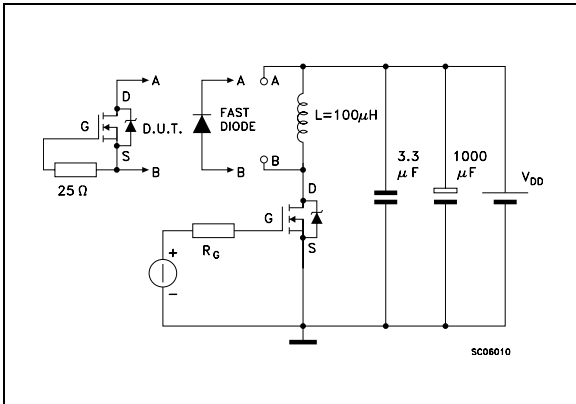 A
D
G
D.U.T.
S
B
25 Ω
A
FAST
DIODE
B
A
L=100μH
B
D
G
S
+
−
RG
3.3
μF
1000
μF
VDD
SC06010